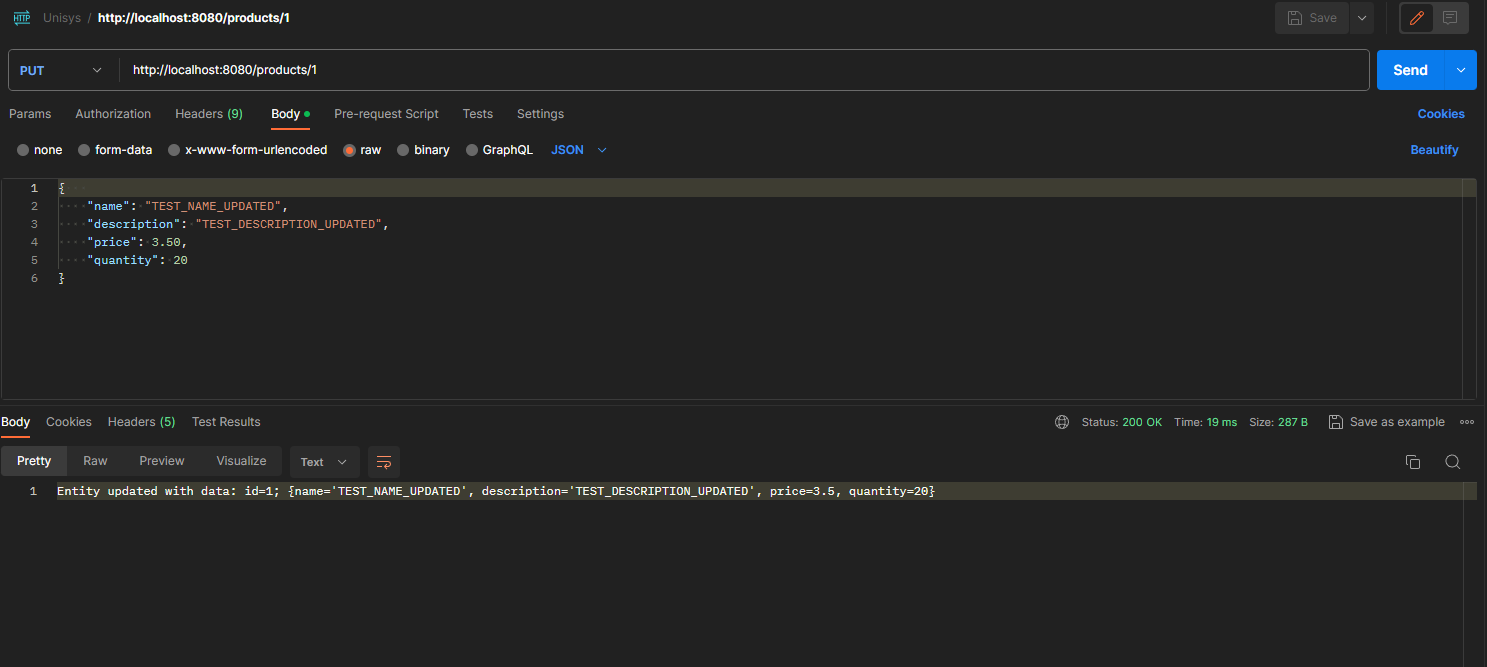 HTTP Unisys / http://localhost:8080/products/1 Save
PUT http://localhost:8080/products/1 Send
Params Authorization Headers (9) Body Pre-request Script Tests Settings Cookies
none form-data x-www-form-urlencoded raw binary GraphQL JSON Beautify
1 {
2 "name": "TEST_NAME_UPDATED",
3 "description": "TEST_DESCRIPTION_UPDATED",
4 "price": 3.50,
5 "quantity": 20
6 }
Body Cookies Headers (5) Test Results Status: 200 OK Time: 19 ms Size: 287 B Save as example
Pretty Raw Preview Visualize Text
1 Entity updated with data: id=1; {name='TEST_NAME_UPDATED', description='TEST_DESCRIPTION_UPDATED', price=3.5, quantity=20}